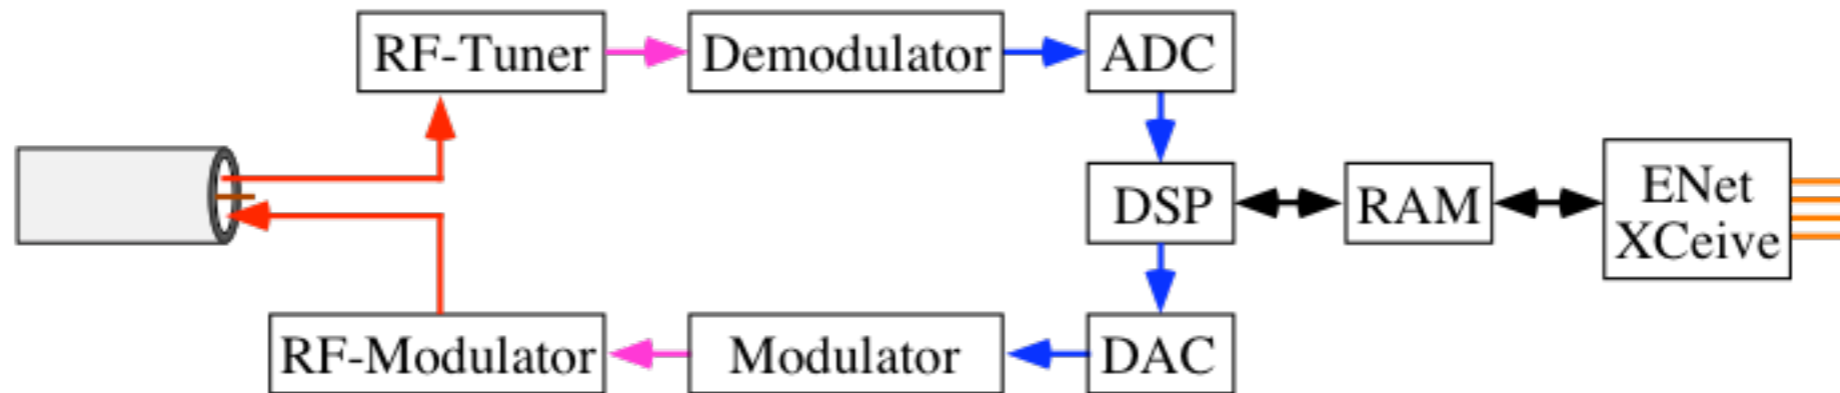 RF-Tuner
Demodulator
ADC
DSP
RAM
ENet
XCeive
RF-Modulator
Modulator
DAC